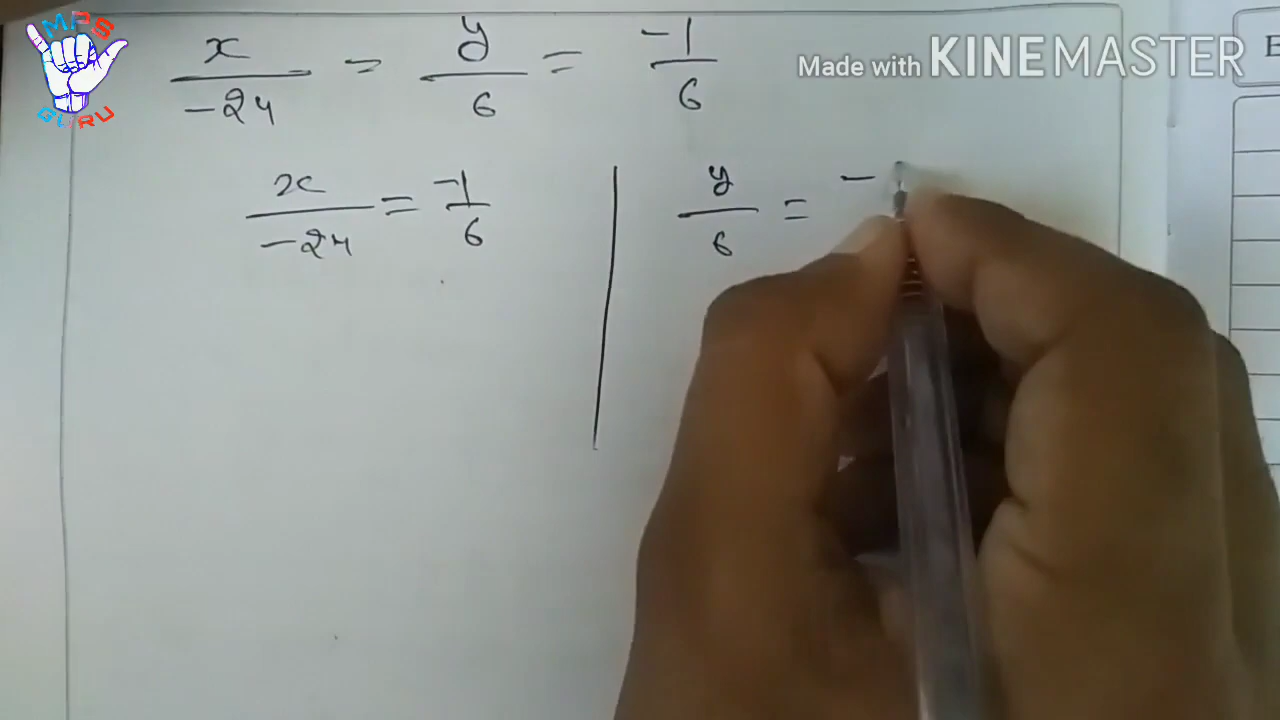 MPS
GURU
Made with KINEMASTER
x/-24 = y/6 = -1/6
x/-24 = -1/6
y/6 = -
E